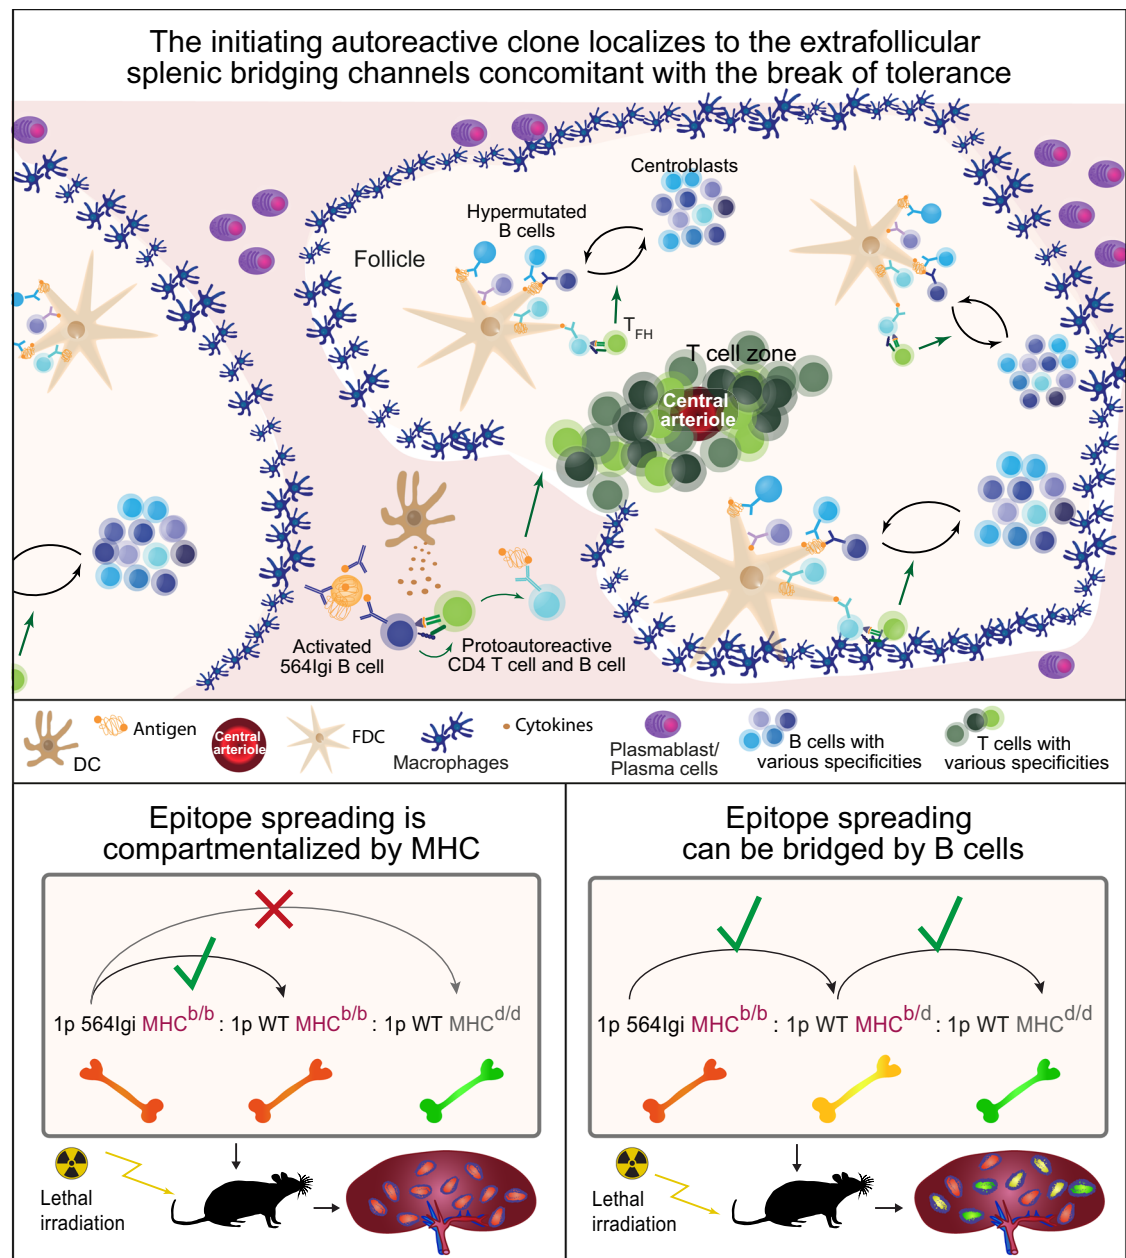 The initiating autoreactive clone localizes to the extrafollicular
splenic bridging channels concomitant with the break of tolerance
Centroblasts
Hypermutated
B cells
Follicle
TFH
T cell zone
Central
arteriole
Activated
564Igi B cell
Protoautoreactive
CD4 T cell and B cell
DC
Antigen
Central
arteriole
FDC
Macrophages
Cytokines
Plasmablast/
Plasma cells
B cells with
various specificities
T cells with
various specificities
Epitope spreading is
compartmentalized by MHC
1p 564Igi MHCb/b : 1p WT MHCb/b : 1p WT MHCd/d
Lethal
irradiation
Epitope spreading
can be bridged by B cells
1p 564Igi MHCb/b : 1p WT MHCb/d : 1p WT MHCd/d
Lethal
irradiation